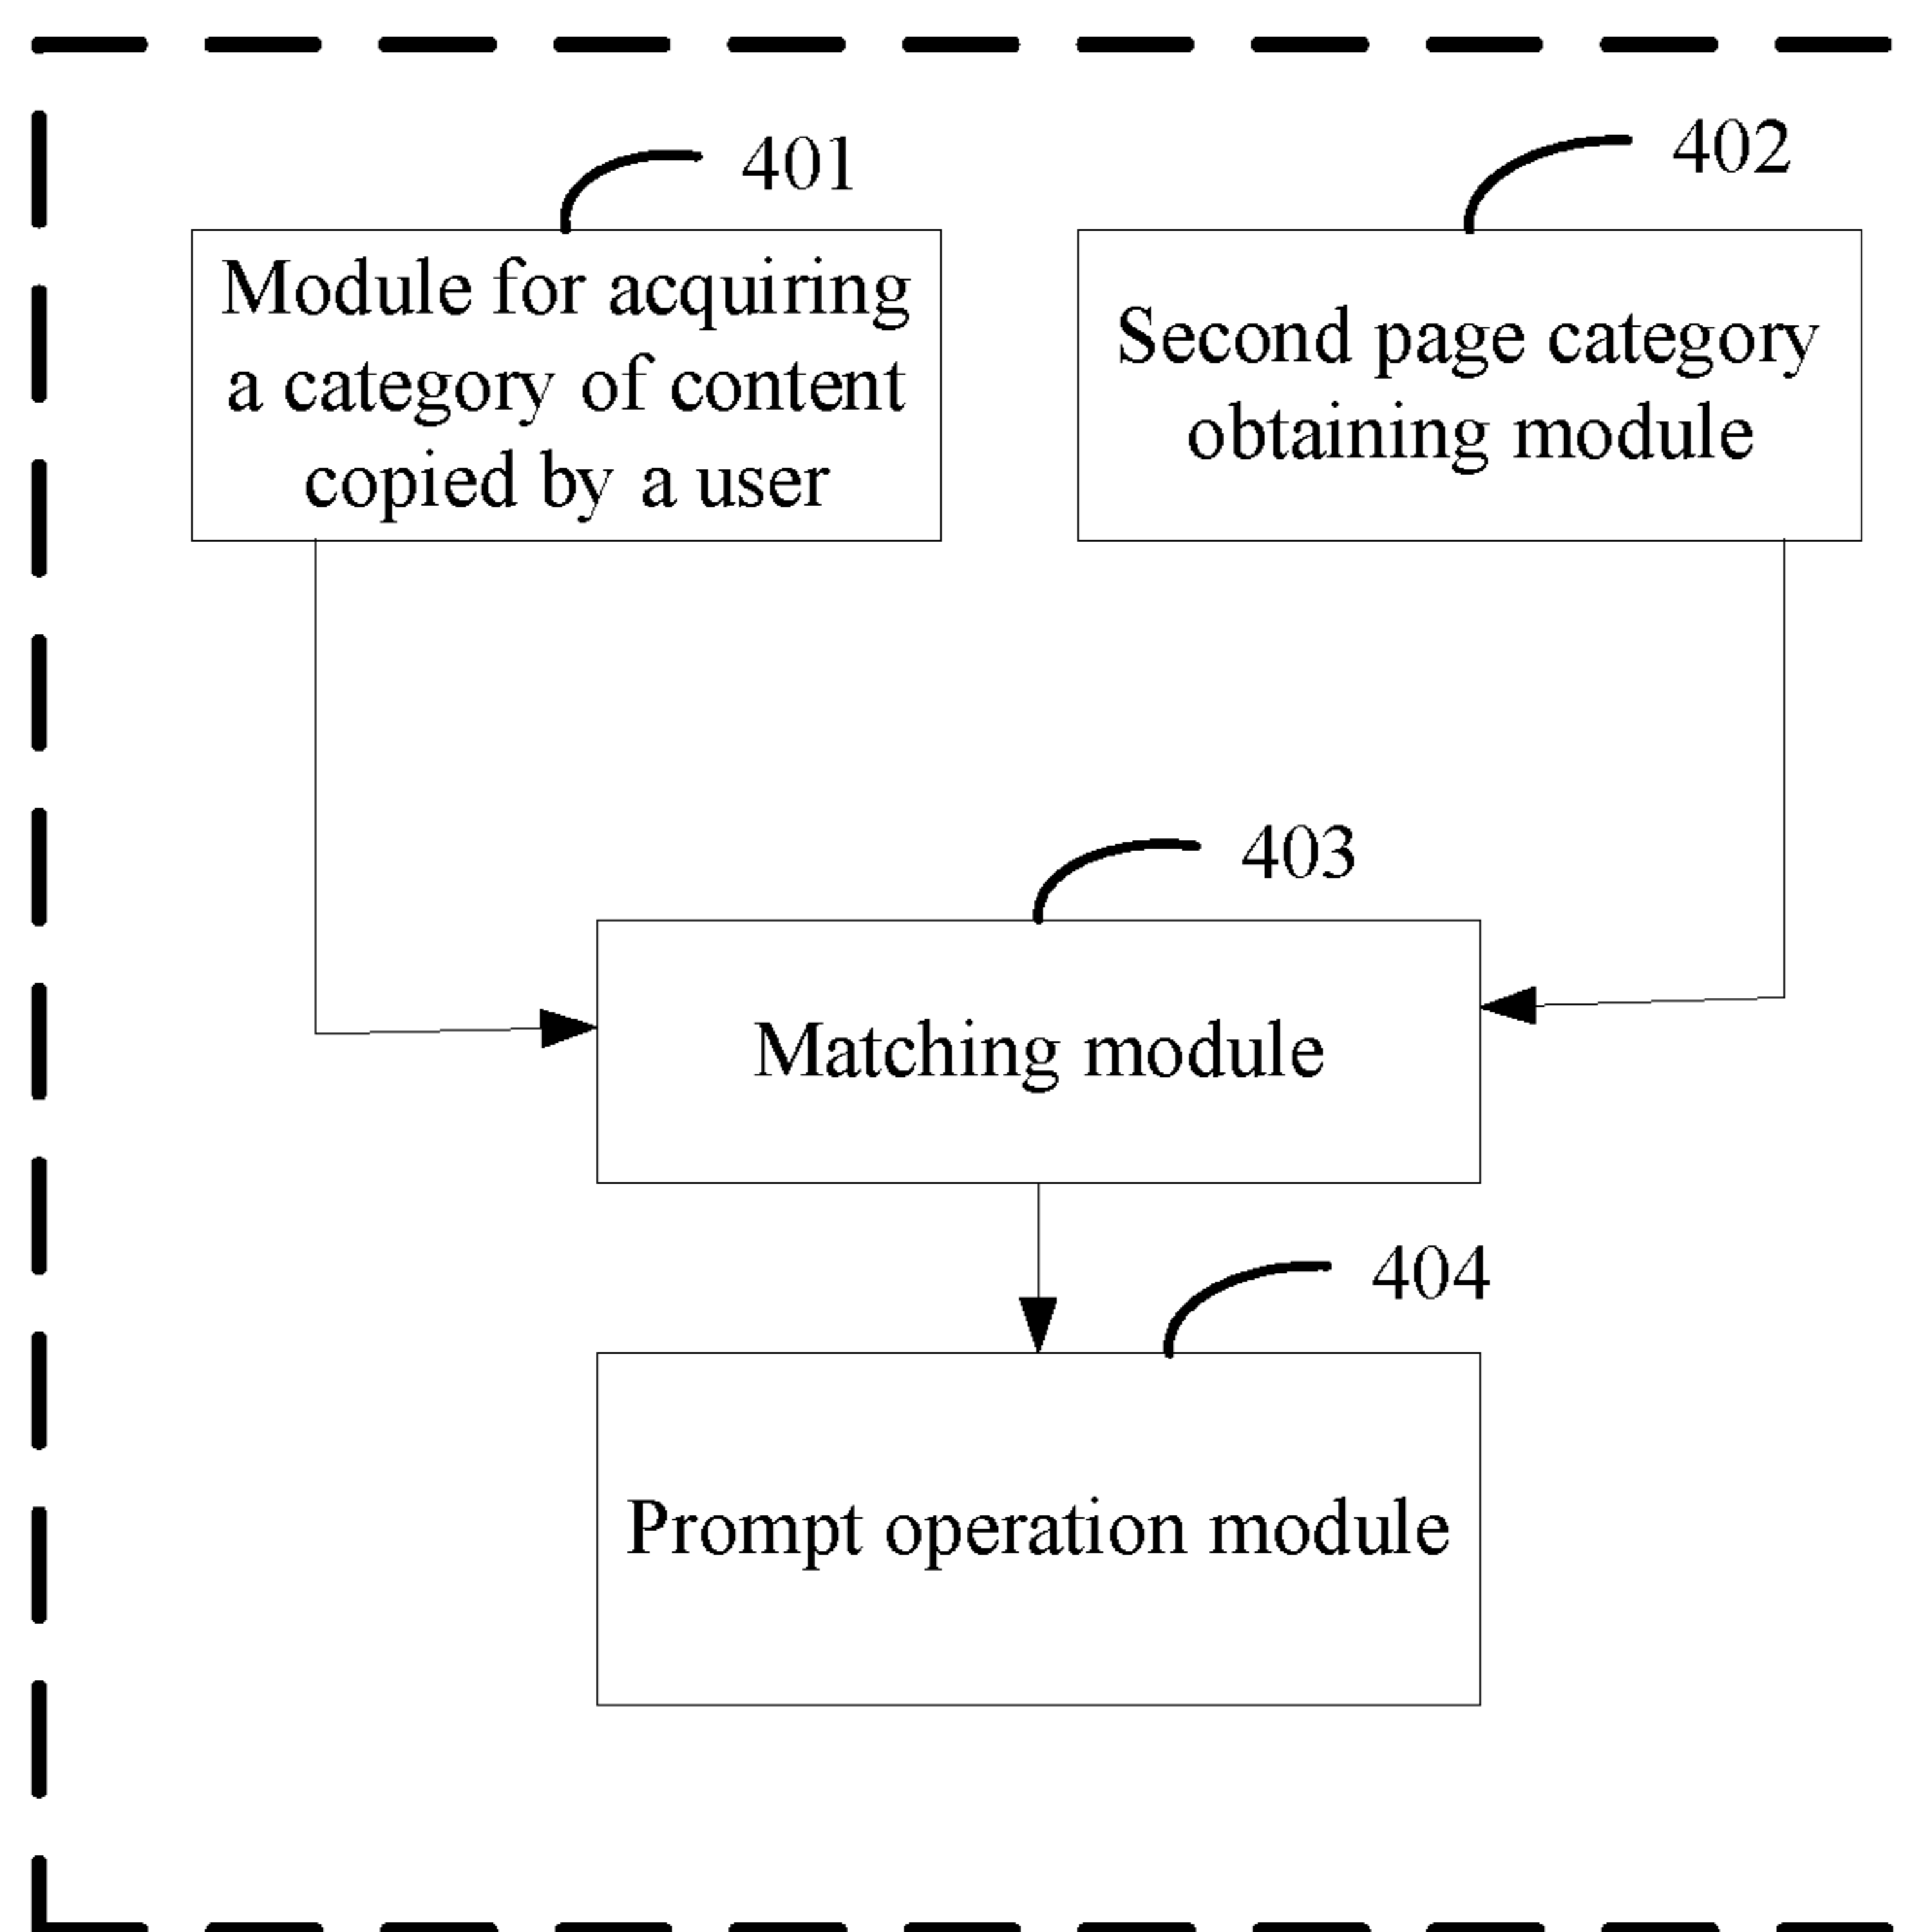 401
402
Module for acquiring
a category of content
copied by a user
Second page category
obtaining module
403
Matching module
404
Prompt operation module